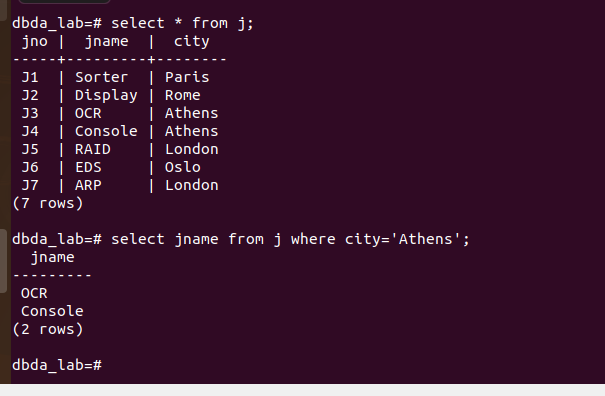 dbda_lab=# select * from j;
 jno |  jname  |  city
-----+---------+--------
 J1  | Sorter  | Paris
 J2  | Display | Rome
 J3  | OCR     | Athens
 J4  | Console | Athens
 J5  | RAID    | London
 J6  | EDS     | Oslo
 J7  | ARP     | London
(7 rows)
dbda_lab=# select jname from j where city='Athens';
  jname
---------
 OCR
 Console
(2 rows)
dbda_lab=#